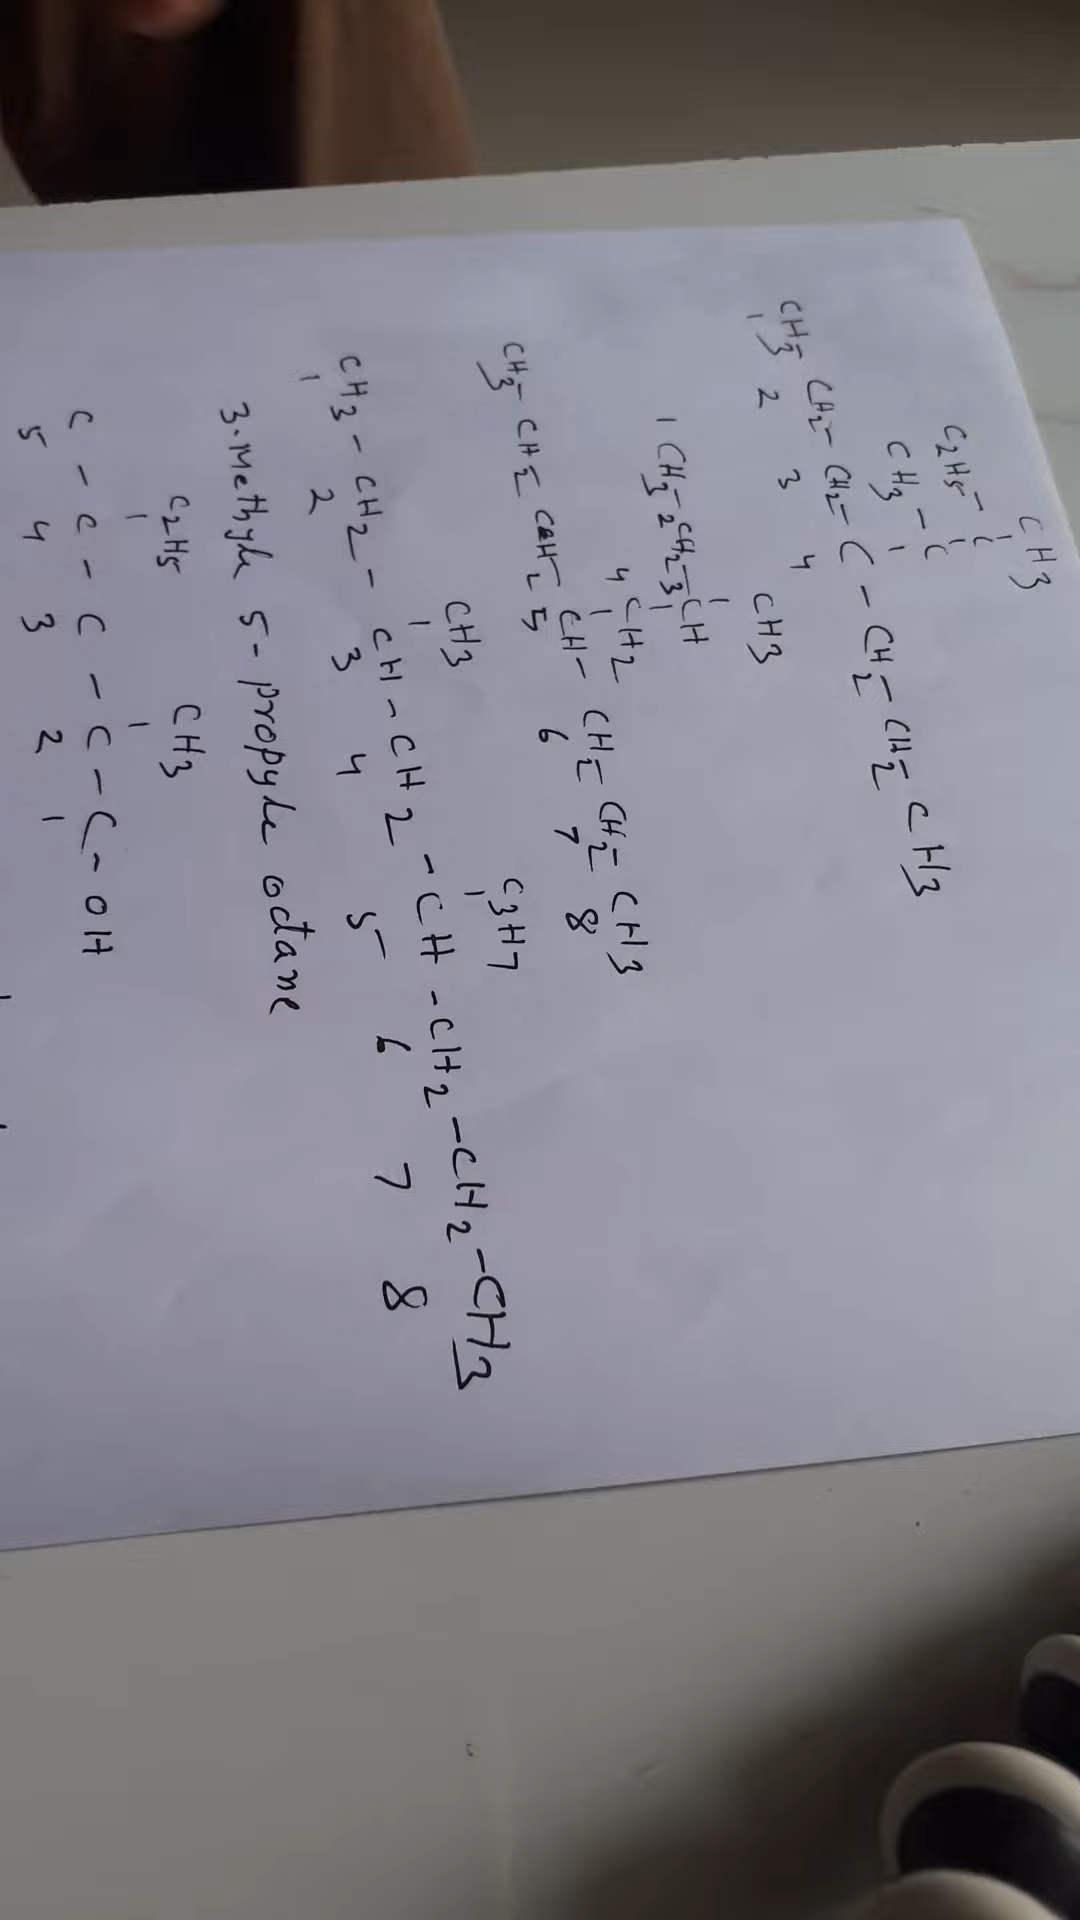 CH3
C2H5 - C
CH3 - C
CH3 - CH2 - CH2 - C - CH2 - CH2 - CH3
1 2 3 4
CH3
1 CH3 - 2 CH2 - 3 CH
4 CH2
CH3 - CH2 - CH2 - CH - CH2 - CH2 - CH3
5 6 7 8
CH3 C3H7
CH3 - CH2 - CH - CH2 - CH - CH2 - CH2 - CH3
1 2 3 4 5 6 7 8
3-Methyle 5-propyle octane
C2H5 CH3
C - C - C - C - C - OH
5 4 3 2 1